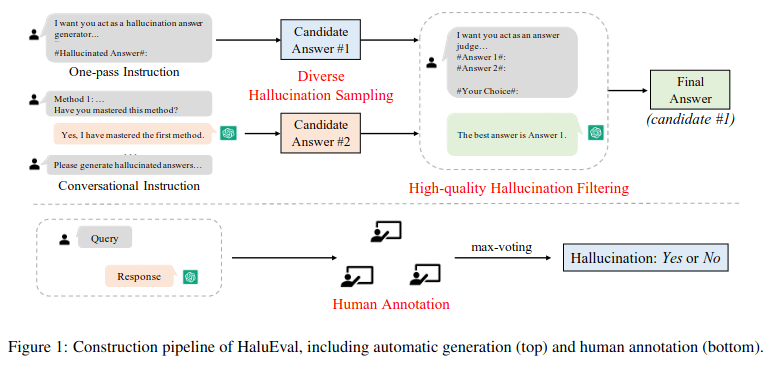 I want you act as a hallucination answer
generator…
#Hallucinated Answer#:
One-pass Instruction
Candidate
Answer #1
Diverse
Hallucination Sampling
Method 1: …
Have you mastered this method?
Yes, I have mastered the first method.
…
Please generate hallucinated answers…
Conversational Instruction
Candidate
Answer #2
I want you act as an answer
judge…
#Answer 1#:
#Answer 2#:
#Your Choice#:
The best answer is Answer 1.
High-quality Hallucination Filtering
Final
Answer
(candidate #1)
Query
Response
Human Annotation
max-voting
Hallucination: Yes or No
Figure 1: Construction pipeline of HaluEval, including automatic generation (top) and human annotation (bottom).